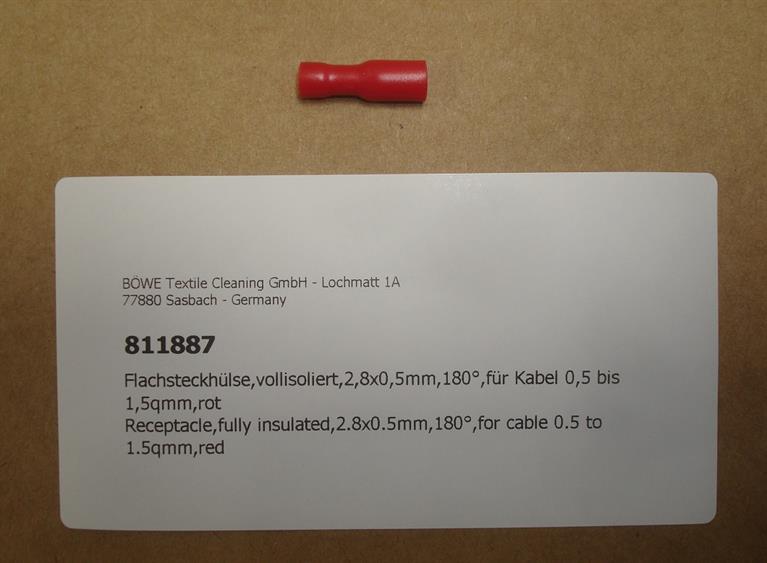 BÖWE Textile Cleaning GmbH - Lochmatt 1A
77880 Sasbach - Germany
811887
Flachsteckhülse,vollisoliert,2,8x0,5mm,180°,für Kabel 0,5 bis
1,5qmm,rot
Receptacle,fully insulated,2.8x0.5mm,180°,for cable 0.5 to
1.5qmm,red